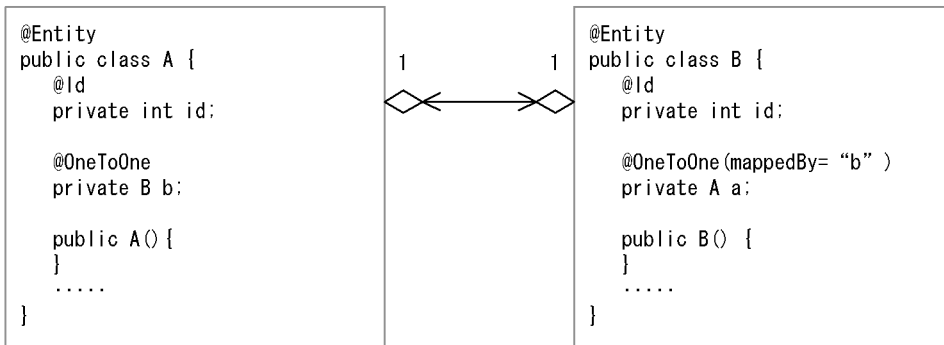 @Entity
public class A {
@Id
private int id;
@OneToOne
private B b;
public A(){
}
.....
}
1
1
@Entity
public class B {
@Id
private int id;
@OneToOne(mappedBy= “b” )
private A a;
public B() {
}
.....
}